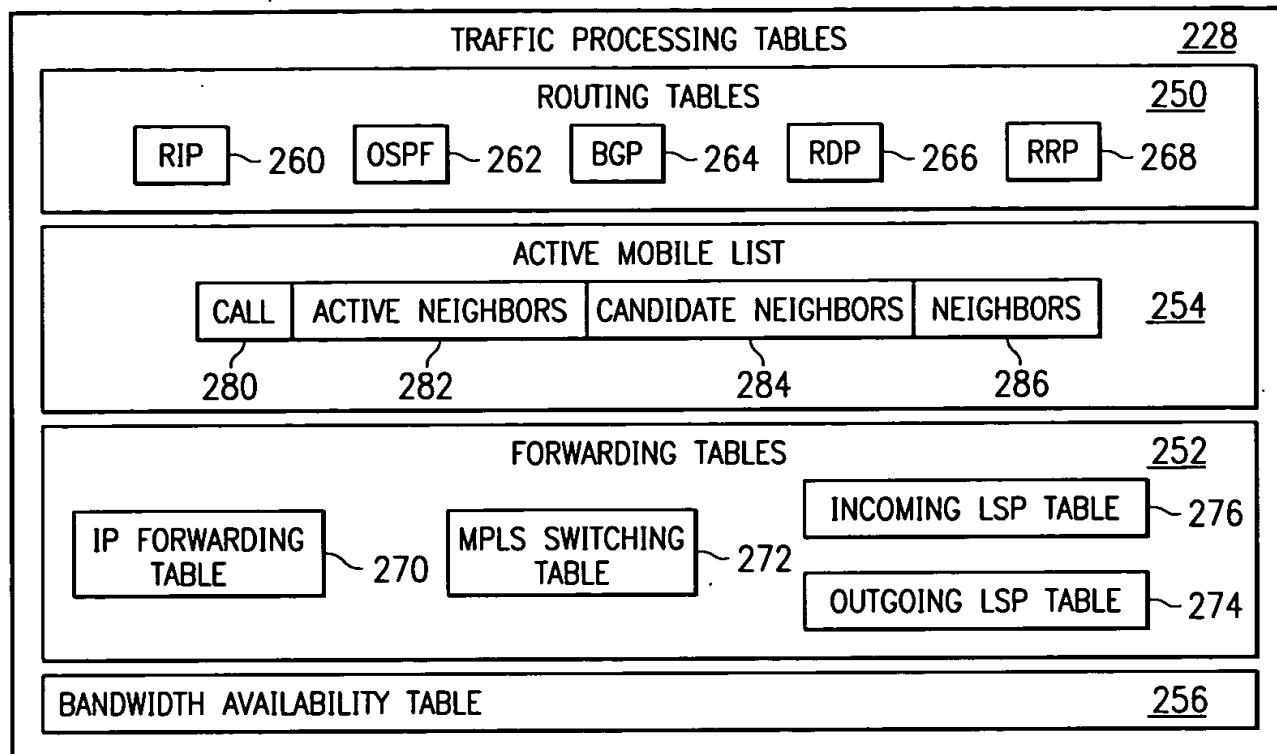 TRAFFIC PROCESSING TABLES 228
ROUTING TABLES 250
RIP 260 OSPF 262 BGP 264 RDP 266 RRP 268
ACTIVE MOBILE LIST
CALL ACTIVE NEIGHBORS CANDIDATE NEIGHBORS NEIGHBORS 254
280 282 284 286
FORWARDING TABLES 252
IP FORWARDING
TABLE 270
MPLS SWITCHING
TABLE 272
INCOMING LSP TABLE 276
OUTGOING LSP TABLE 274
BANDWIDTH AVAILABILITY TABLE 256